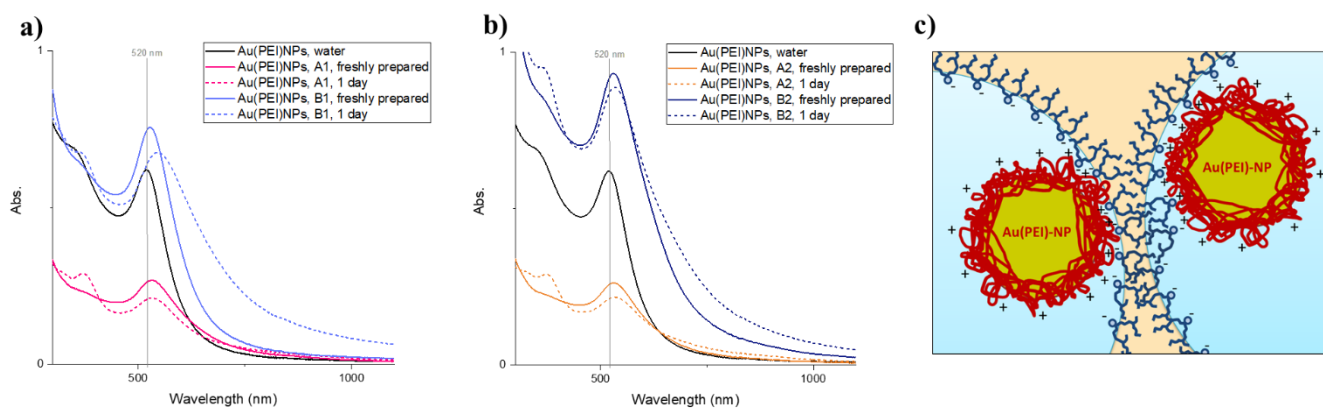 a)
1
520 nm
Au(PEI)NPs, water
Au(PEI)NPs, A1, freshly prepared
Au(PEI)NPs, A1, 1 day
Au(PEI)NPs, B1, freshly prepared
Au(PEI)NPs, B1, 1 day
Abs.
0
500
1000
Wavelength (nm)
b)
1
520 nm
Au(PEI)NPs, water
Au(PEI)NPs, A2, freshly prepared
Au(PEI)NPs, A2, 1 day
Au(PEI)NPs, B2, freshly prepared
Au(PEI)NPs, B2, 1 day
Abs.
0
500
1000
Wavelength (nm)
c)
Au(PEI)-NP
Au(PEI)-NP